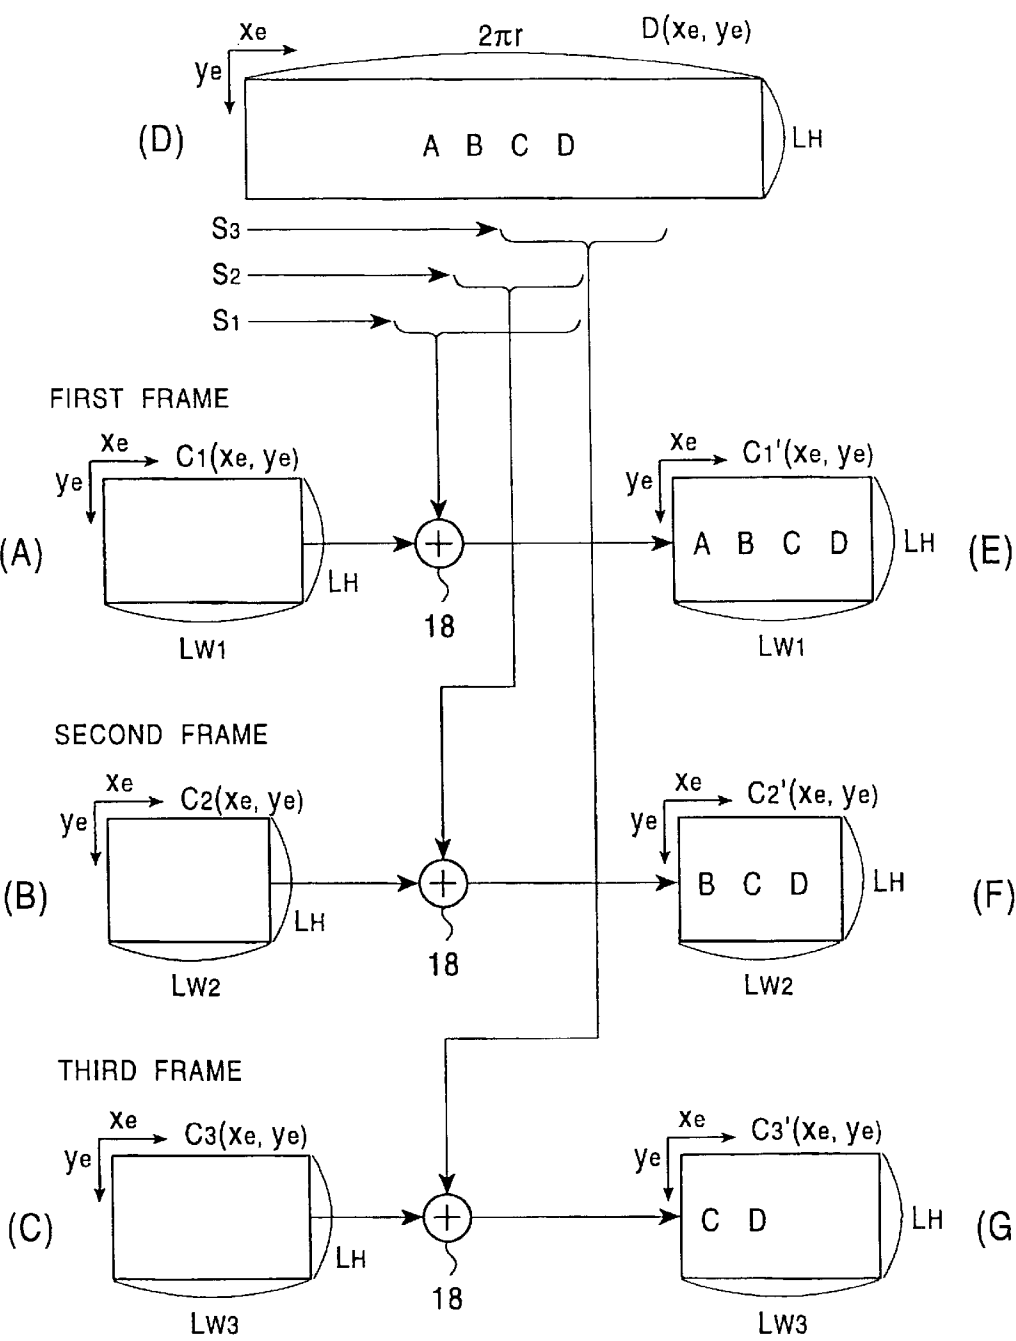 xe 2πr D(xe, ye)
ye
(D) A B C D LH
S3
S2
S1
FIRST FRAME
xe C1(xe, ye) xe C1'(xe, ye)
ye ye
(A) A B C D LH (E)
LH
18
LW1 LW1
SECOND FRAME
xe C2(xe, ye) xe C2'(xe, ye)
ye ye
(B) B C D LH (F)
LH
18
LW2 LW2
THIRD FRAME
xe C3(xe, ye) xe C3'(xe, ye)
ye ye
(C) C D LH (G
LH
18
LW3 LW3